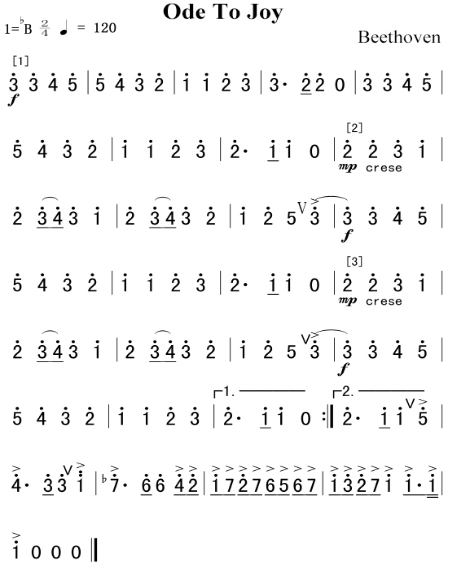 Ode To Joy
1=♭B 2/4 ♩ = 120
Beethoven
[1]
3̇ 3̇ 4̇ 5̇ | 5̇ 4̇ 3̇ 2̇ | 1̇ 1̇ 2̇ 3̇ | 3̇· 2̇ 2̇ 0 | 3̇ 3̇ 4̇ 5̇ |
f
[2]
5̇ 4̇ 3̇ 2̇ | 1̇ 1̇ 2̇ 3̇ | 2̇· 1̇ 1̇ 0 | 2̇ 2̇ 3̇ 1̇ |
mp crese
2̇ 3̇ 4̇ 3̇ 1̇ | 2̇ 3̇ 4̇ 3̇ 2̇ | 1̇ 2̇ 5 V 3̇ | 3̇ 3̇ 4̇ 5̇ |
f
[3]
5̇ 4̇ 3̇ 2̇ | 1̇ 1̇ 2̇ 3̇ | 2̇· 1̇ 1̇ 0 | 2̇ 2̇ 3̇ 1̇ |
mp crese
2̇ 3̇ 4̇ 3̇ 1̇ | 2̇ 3̇ 4̇ 3̇ 2̇ | 1̇ 2̇ 5 V 3̇ | 3̇ 3̇ 4̇ 5̇ |
f
1. 2.
5̇ 4̇ 3̇ 2̇ | 1̇ 1̇ 2̇ 3̇ | 2̇· 1̇ 1̇ 0 :‖ 2̇· 1̇ 1̇ V 5̇ |
4̇· 3̇ 3̇ V 1̇ | ♭7̇· 6̇ 6̇ 4̇ 2̇ | 1̇ 7 2̇ 7 6 5 6 7 | 1̇ 3̇ 2̇ 7 1̇ 1̇· 1̇ |
1̇ 0 0 0 ‖